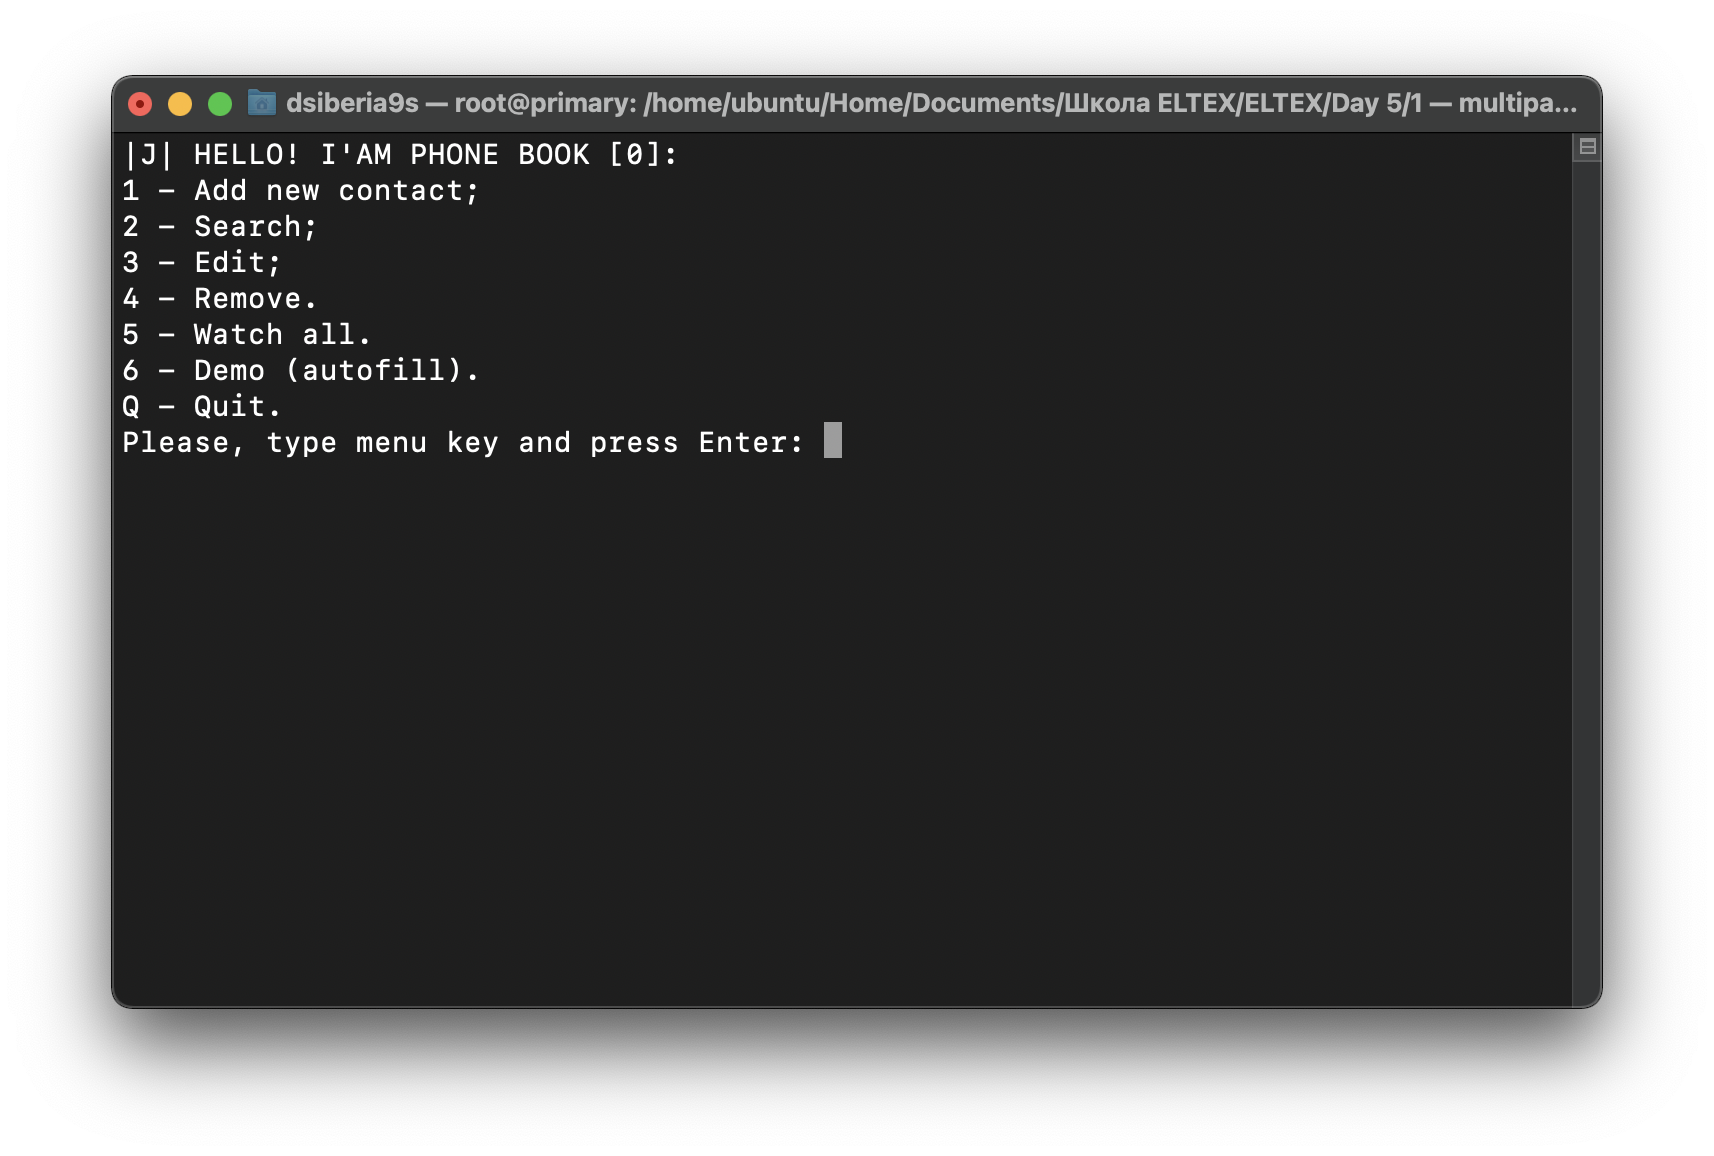 dsiberia9s — root@primary: /home/ubuntu/Home/Documents/Школа ELTEX/ELTEX/Day 5/1 — multipa...
|J| HELLO! I'AM PHONE BOOK [0]:
1 – Add new contact;
2 – Search;
3 – Edit;
4 – Remove.
5 – Watch all.
6 – Demo (autofill).
Q – Quit.
Please, type menu key and press Enter: